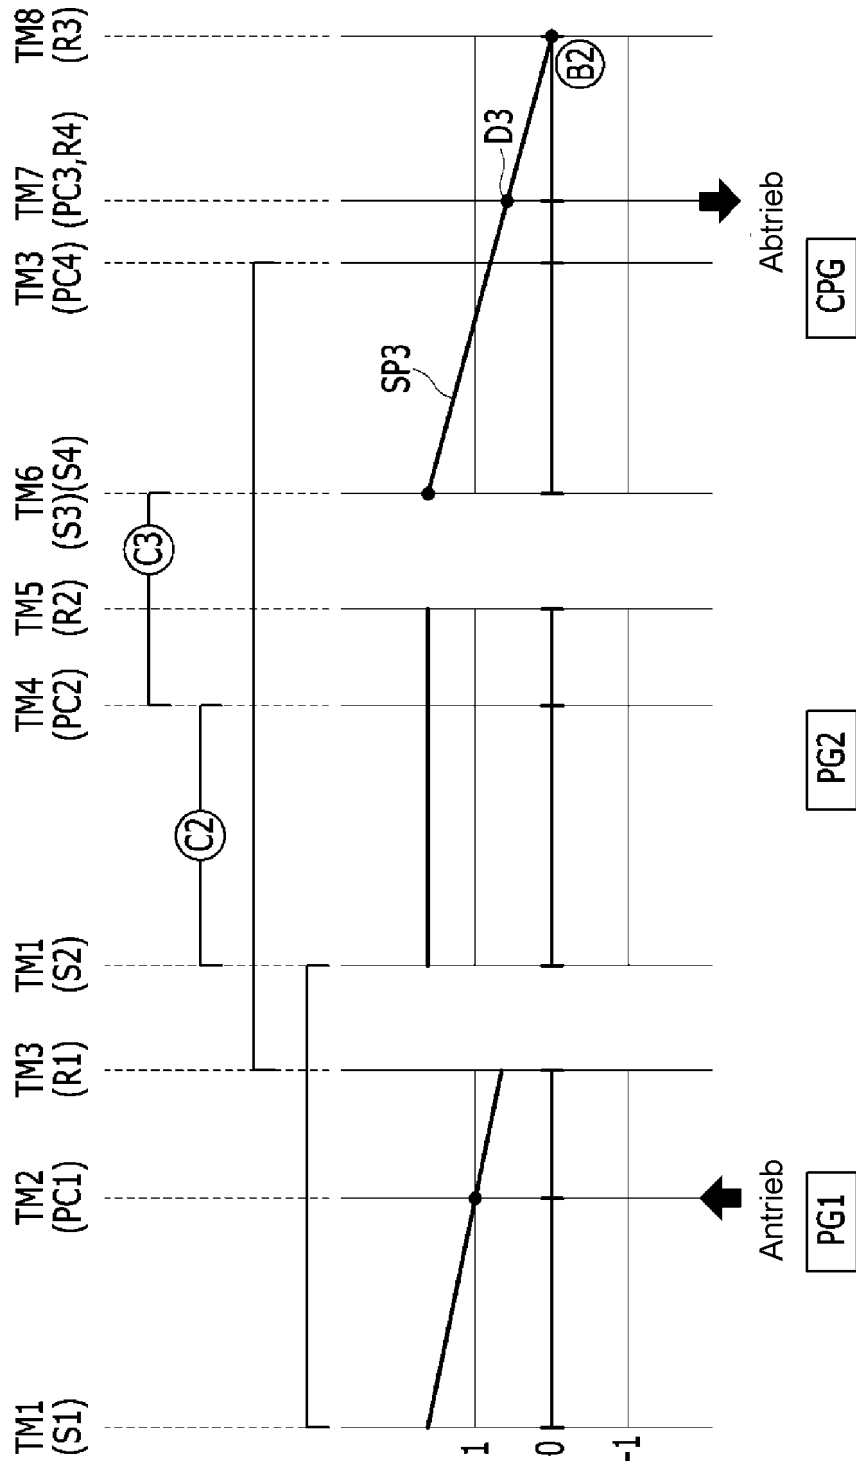 TM1
(S1)
TM2
(PC1)
TM3
(R1)
TM1
(S2)
TM4
(PC2)
TM5
(R2)
TM6
(S3)(S4)
TM3
(PC4)
TM7
(PC3,R4)
TM8
(R3)
C3
C2
SP3
D3
B2
1
0
-1
Antrieb
Abtrieb
PG1
PG2
CPG